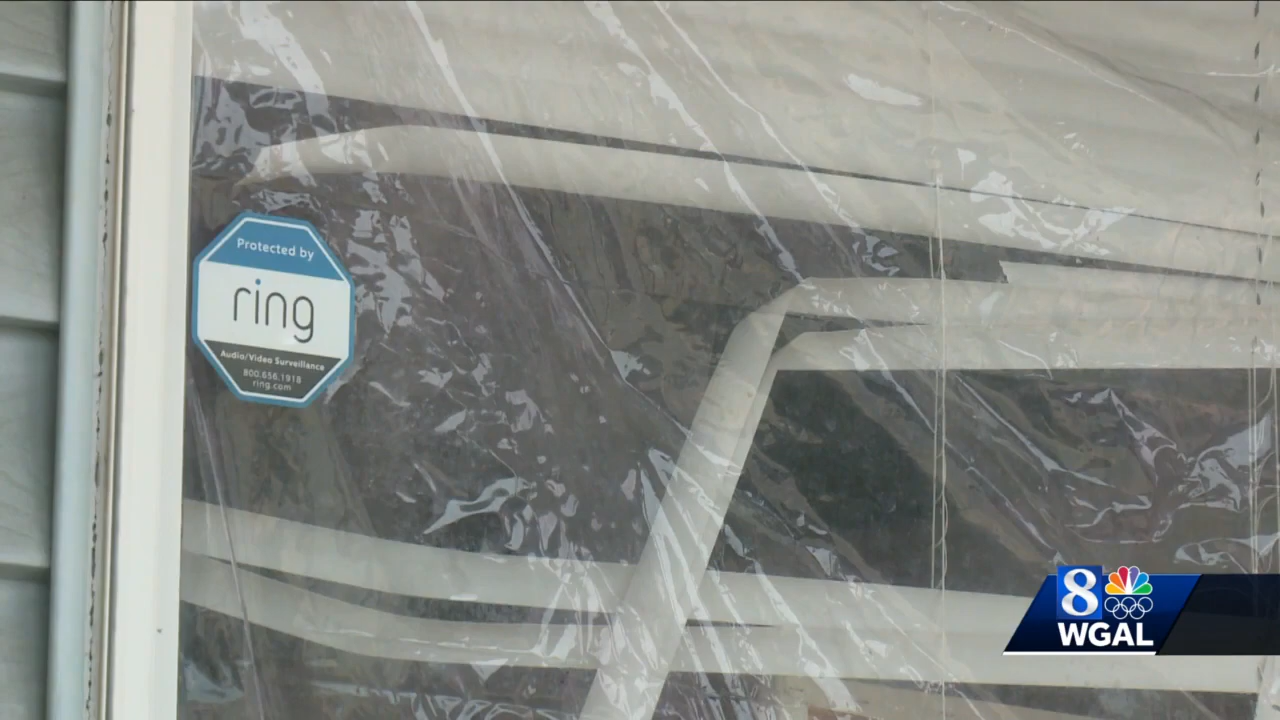 Protected by
ring
Audio/Video Surveillance
800.656.1918
ring.com
8
WGAL